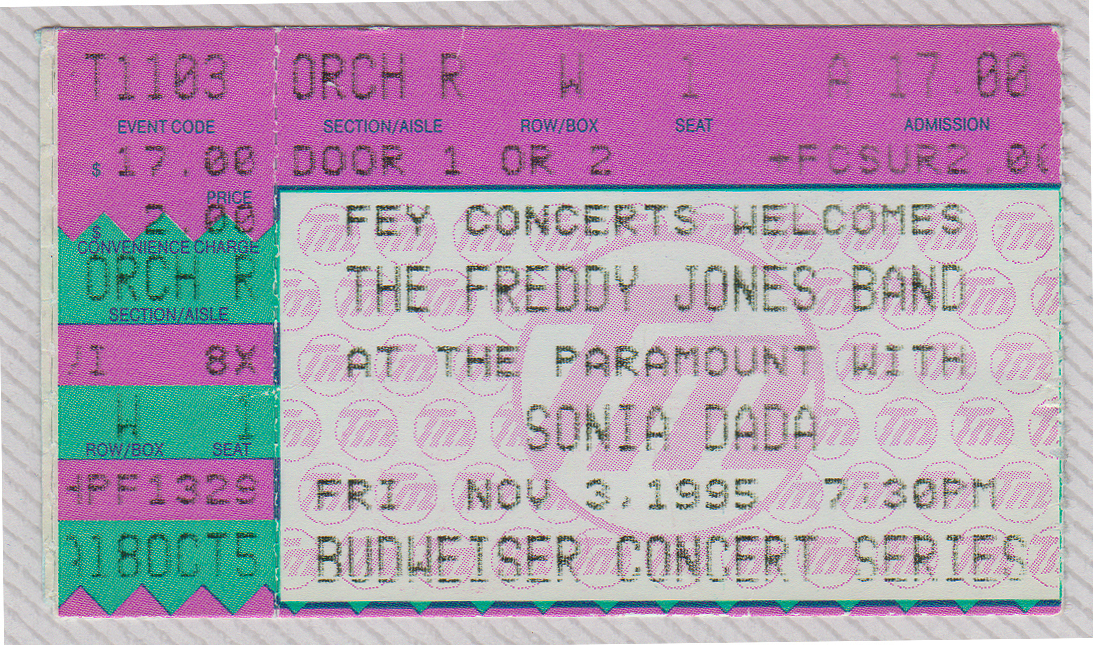 T1103
EVENT CODE
$ 17.00
PRICE
$ 2.00
CONVENIENCE CHARGE
ORCH R
SECTION/AISLE
8X
W 1
ROW/BOX SEAT
PF1329
18OCT5
ORCH R W 1 A 17.00
SECTION/AISLE ROW/BOX SEAT ADMISSION
DOOR 1 OR 2 +FCSUR2.00
FEY CONCERTS WELCOMES
THE FREDDY JONES BAND
AT THE PARAMOUNT WITH
SONIA DADA
FRI NOV 3,1995 7:30PM
BUDWEISER CONCERT SERIES